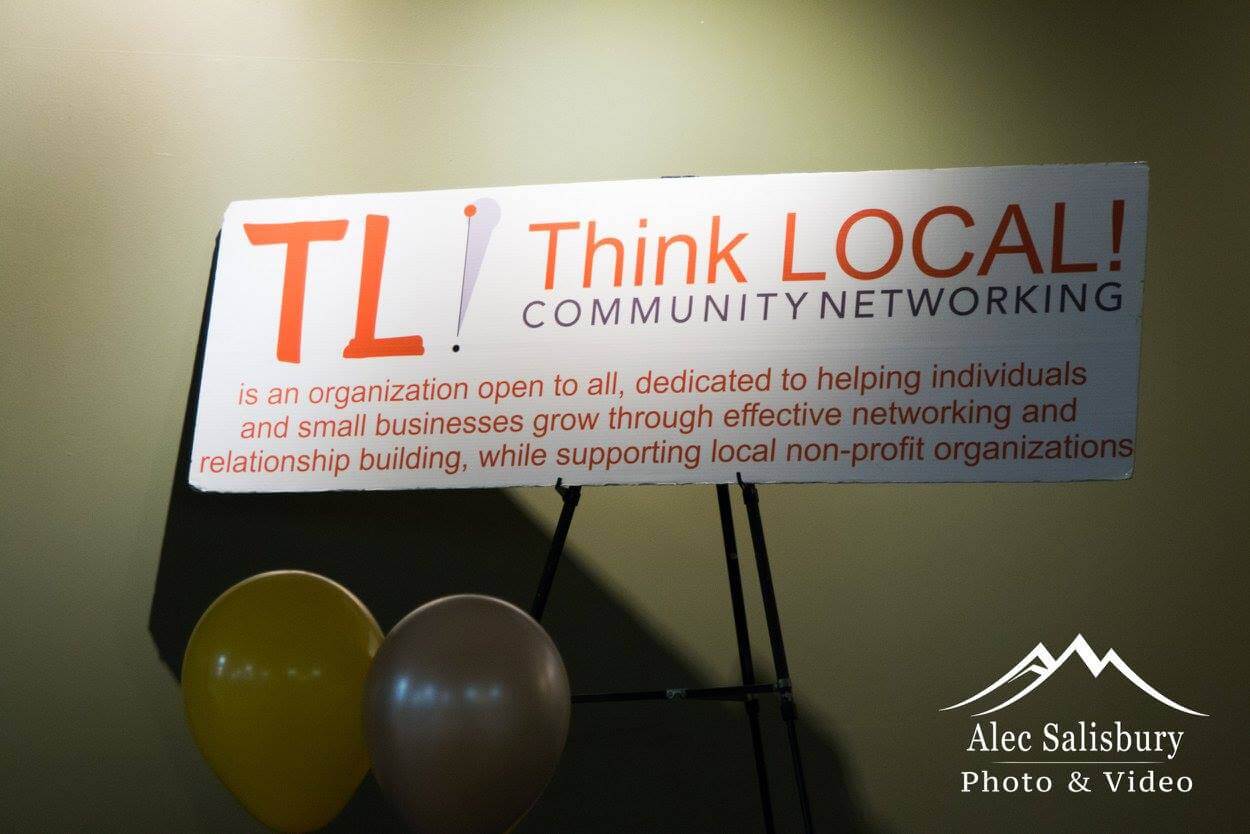 TL! Think LOCAL!
COMMUNITY NETWORKING
is an organization open to all, dedicated to helping individuals
and small businesses grow through effective networking and
relationship building, while supporting local non-profit organizations
Alec Salisbury
Photo & Video